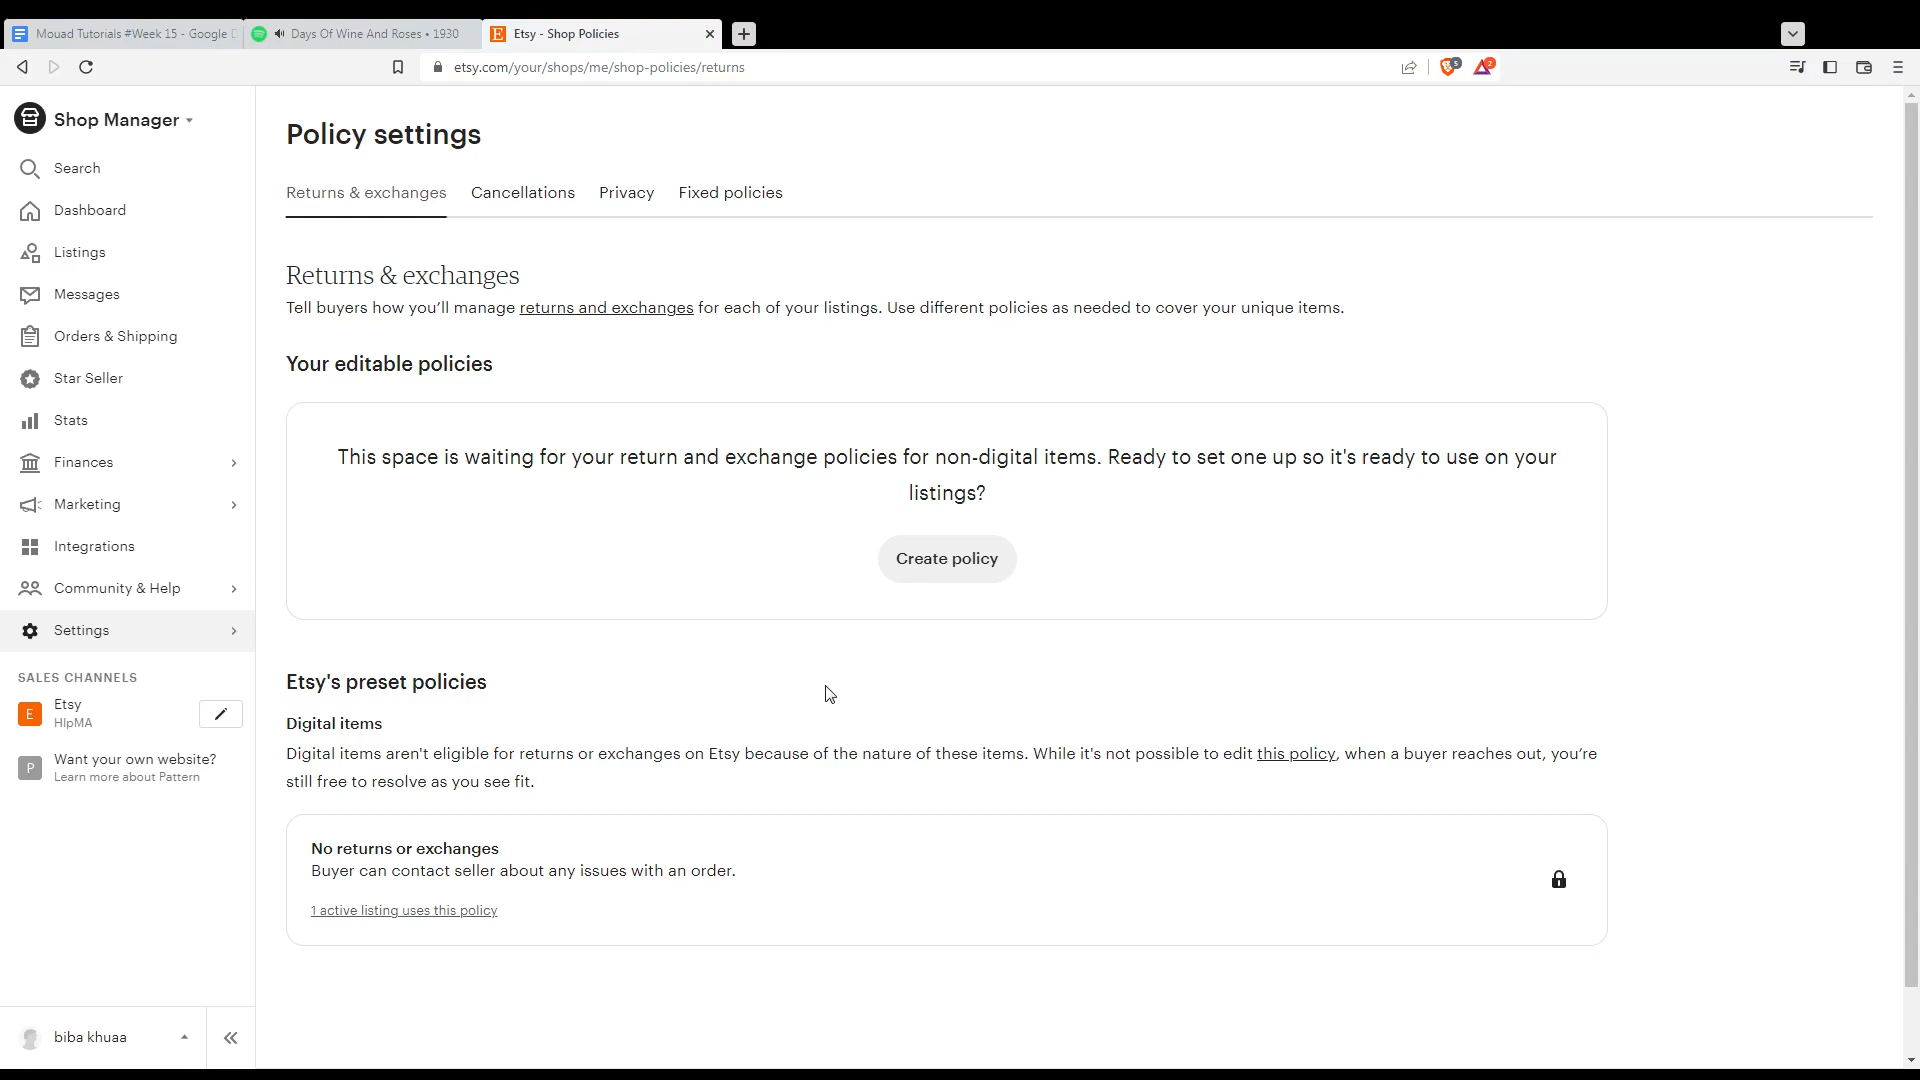 Mouad Tutorials #Week 15 - Google
Days Of Wine And Roses • 1930
Etsy - Shop Policies
etsy.com/your/shops/me/shop-policies/returns
5
2
Shop Manager
Search
Dashboard
Listings
Messages
Orders & Shipping
Star Seller
Stats
Finances
Marketing
Integrations
Community & Help
Settings
SALES CHANNELS
E
Etsy
HlpMA
P
Want your own website?
Learn more about Pattern
biba khuaa
Policy settings
Returns & exchanges
Cancellations
Privacy
Fixed policies
Returns & exchanges
Tell buyers how you’ll manage returns and exchanges for each of your listings. Use different policies as needed to cover your unique items.
Your editable policies
This space is waiting for your return and exchange policies for non-digital items. Ready to set one up so it's ready to use on your
listings?
Create policy
Etsy's preset policies
Digital items
Digital items aren't eligible for returns or exchanges on Etsy because of the nature of these items. While it's not possible to edit this policy, when a buyer reaches out, you’re
still free to resolve as you see fit.
No returns or exchanges
Buyer can contact seller about any issues with an order.
1 active listing uses this policy